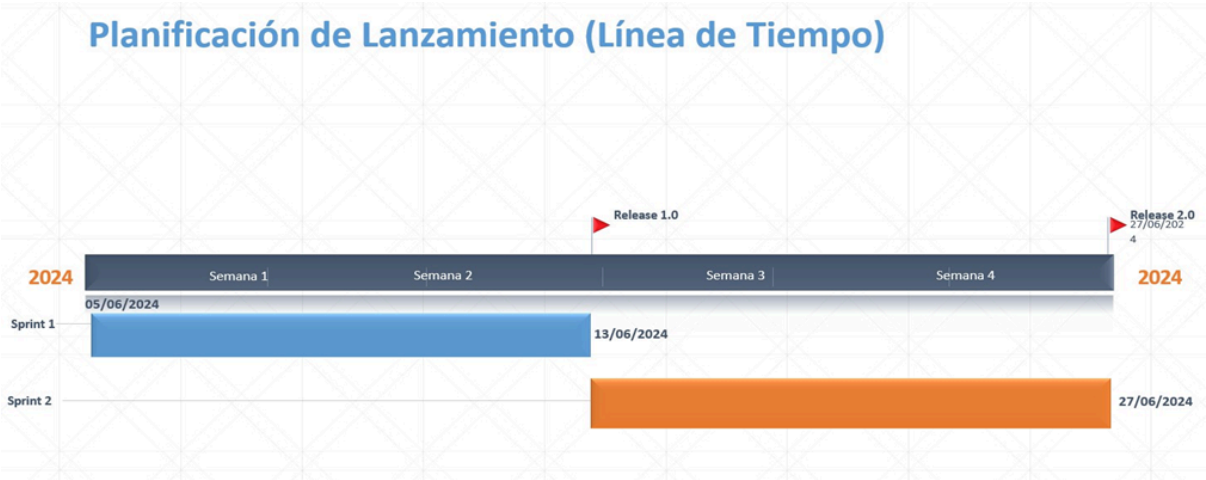 Planificación de Lanzamiento (Línea de Tiempo)
Release 1.0
Release 2.0
27/06/202
4
2024
Semana 1
Semana 2
Semana 3
Semana 4
2024
05/06/2024
Sprint 1
13/06/2024
Sprint 2
27/06/2024